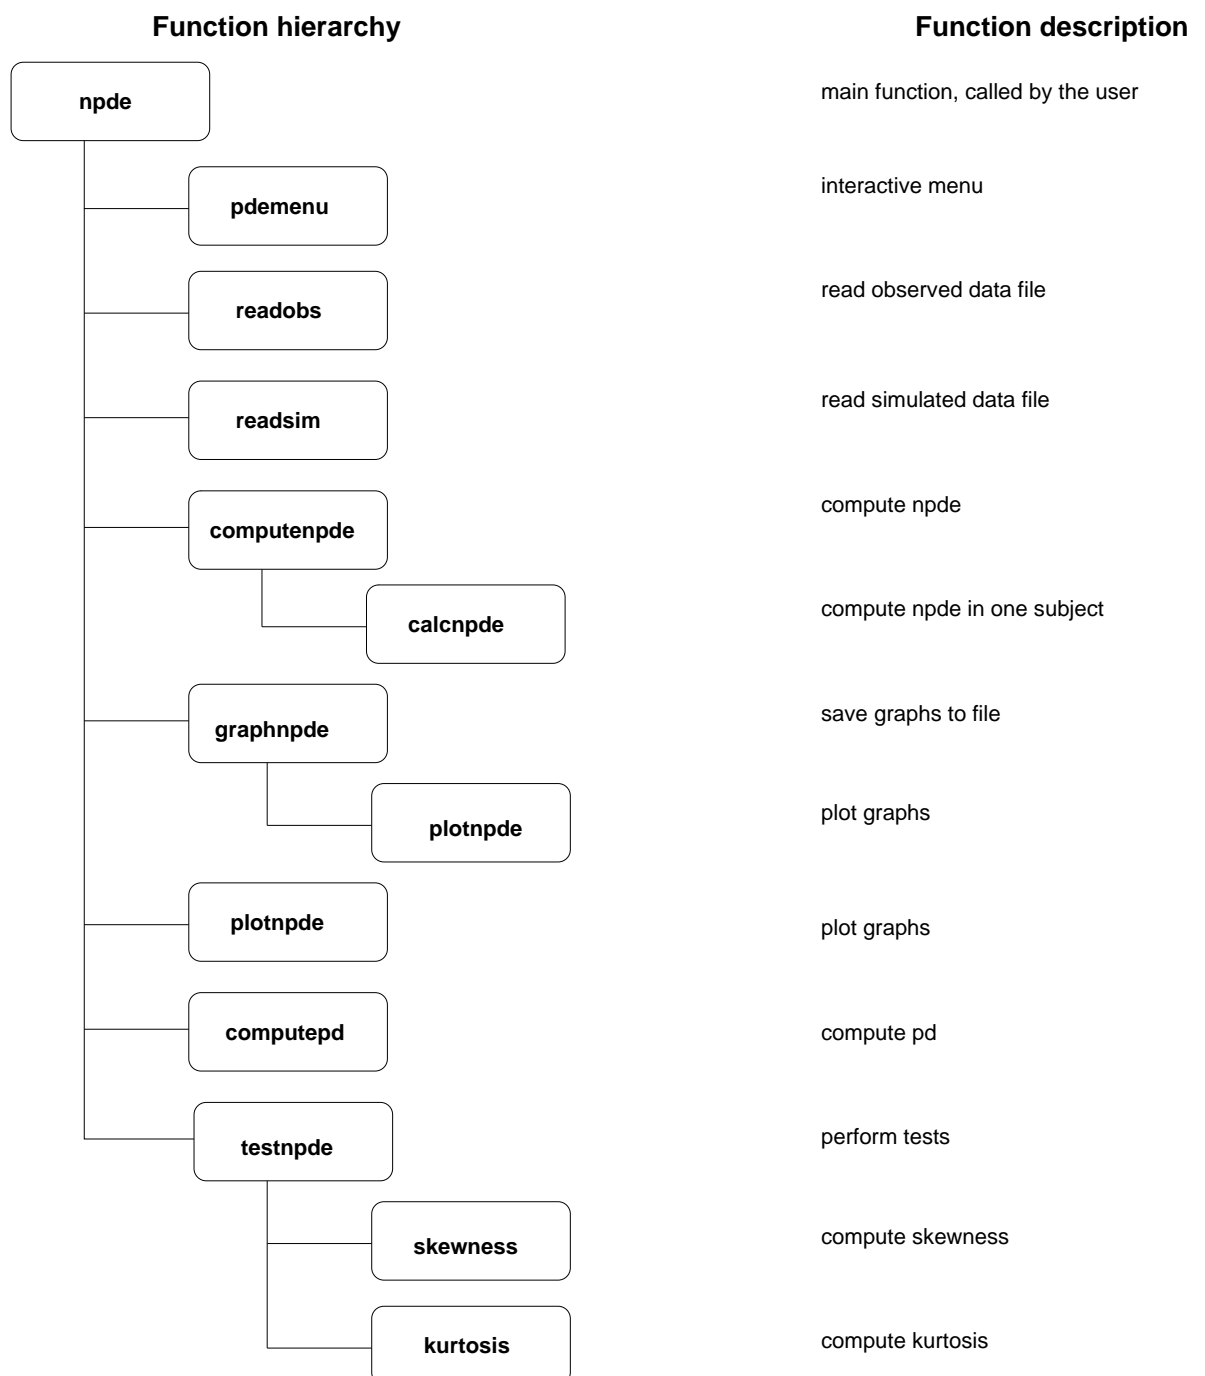 Function hierarchy Function description
npde main function, called by the user
pdemenu interactive menu
readobs read observed data file
readsim read simulated data file
computenpde compute npde
calcnpde compute npde in one subject
graphnpde save graphs to file
plotnpde plot graphs
plotnpde plot graphs
computepd compute pd
testnpde perform tests
skewness compute skewness
kurtosis compute kurtosis